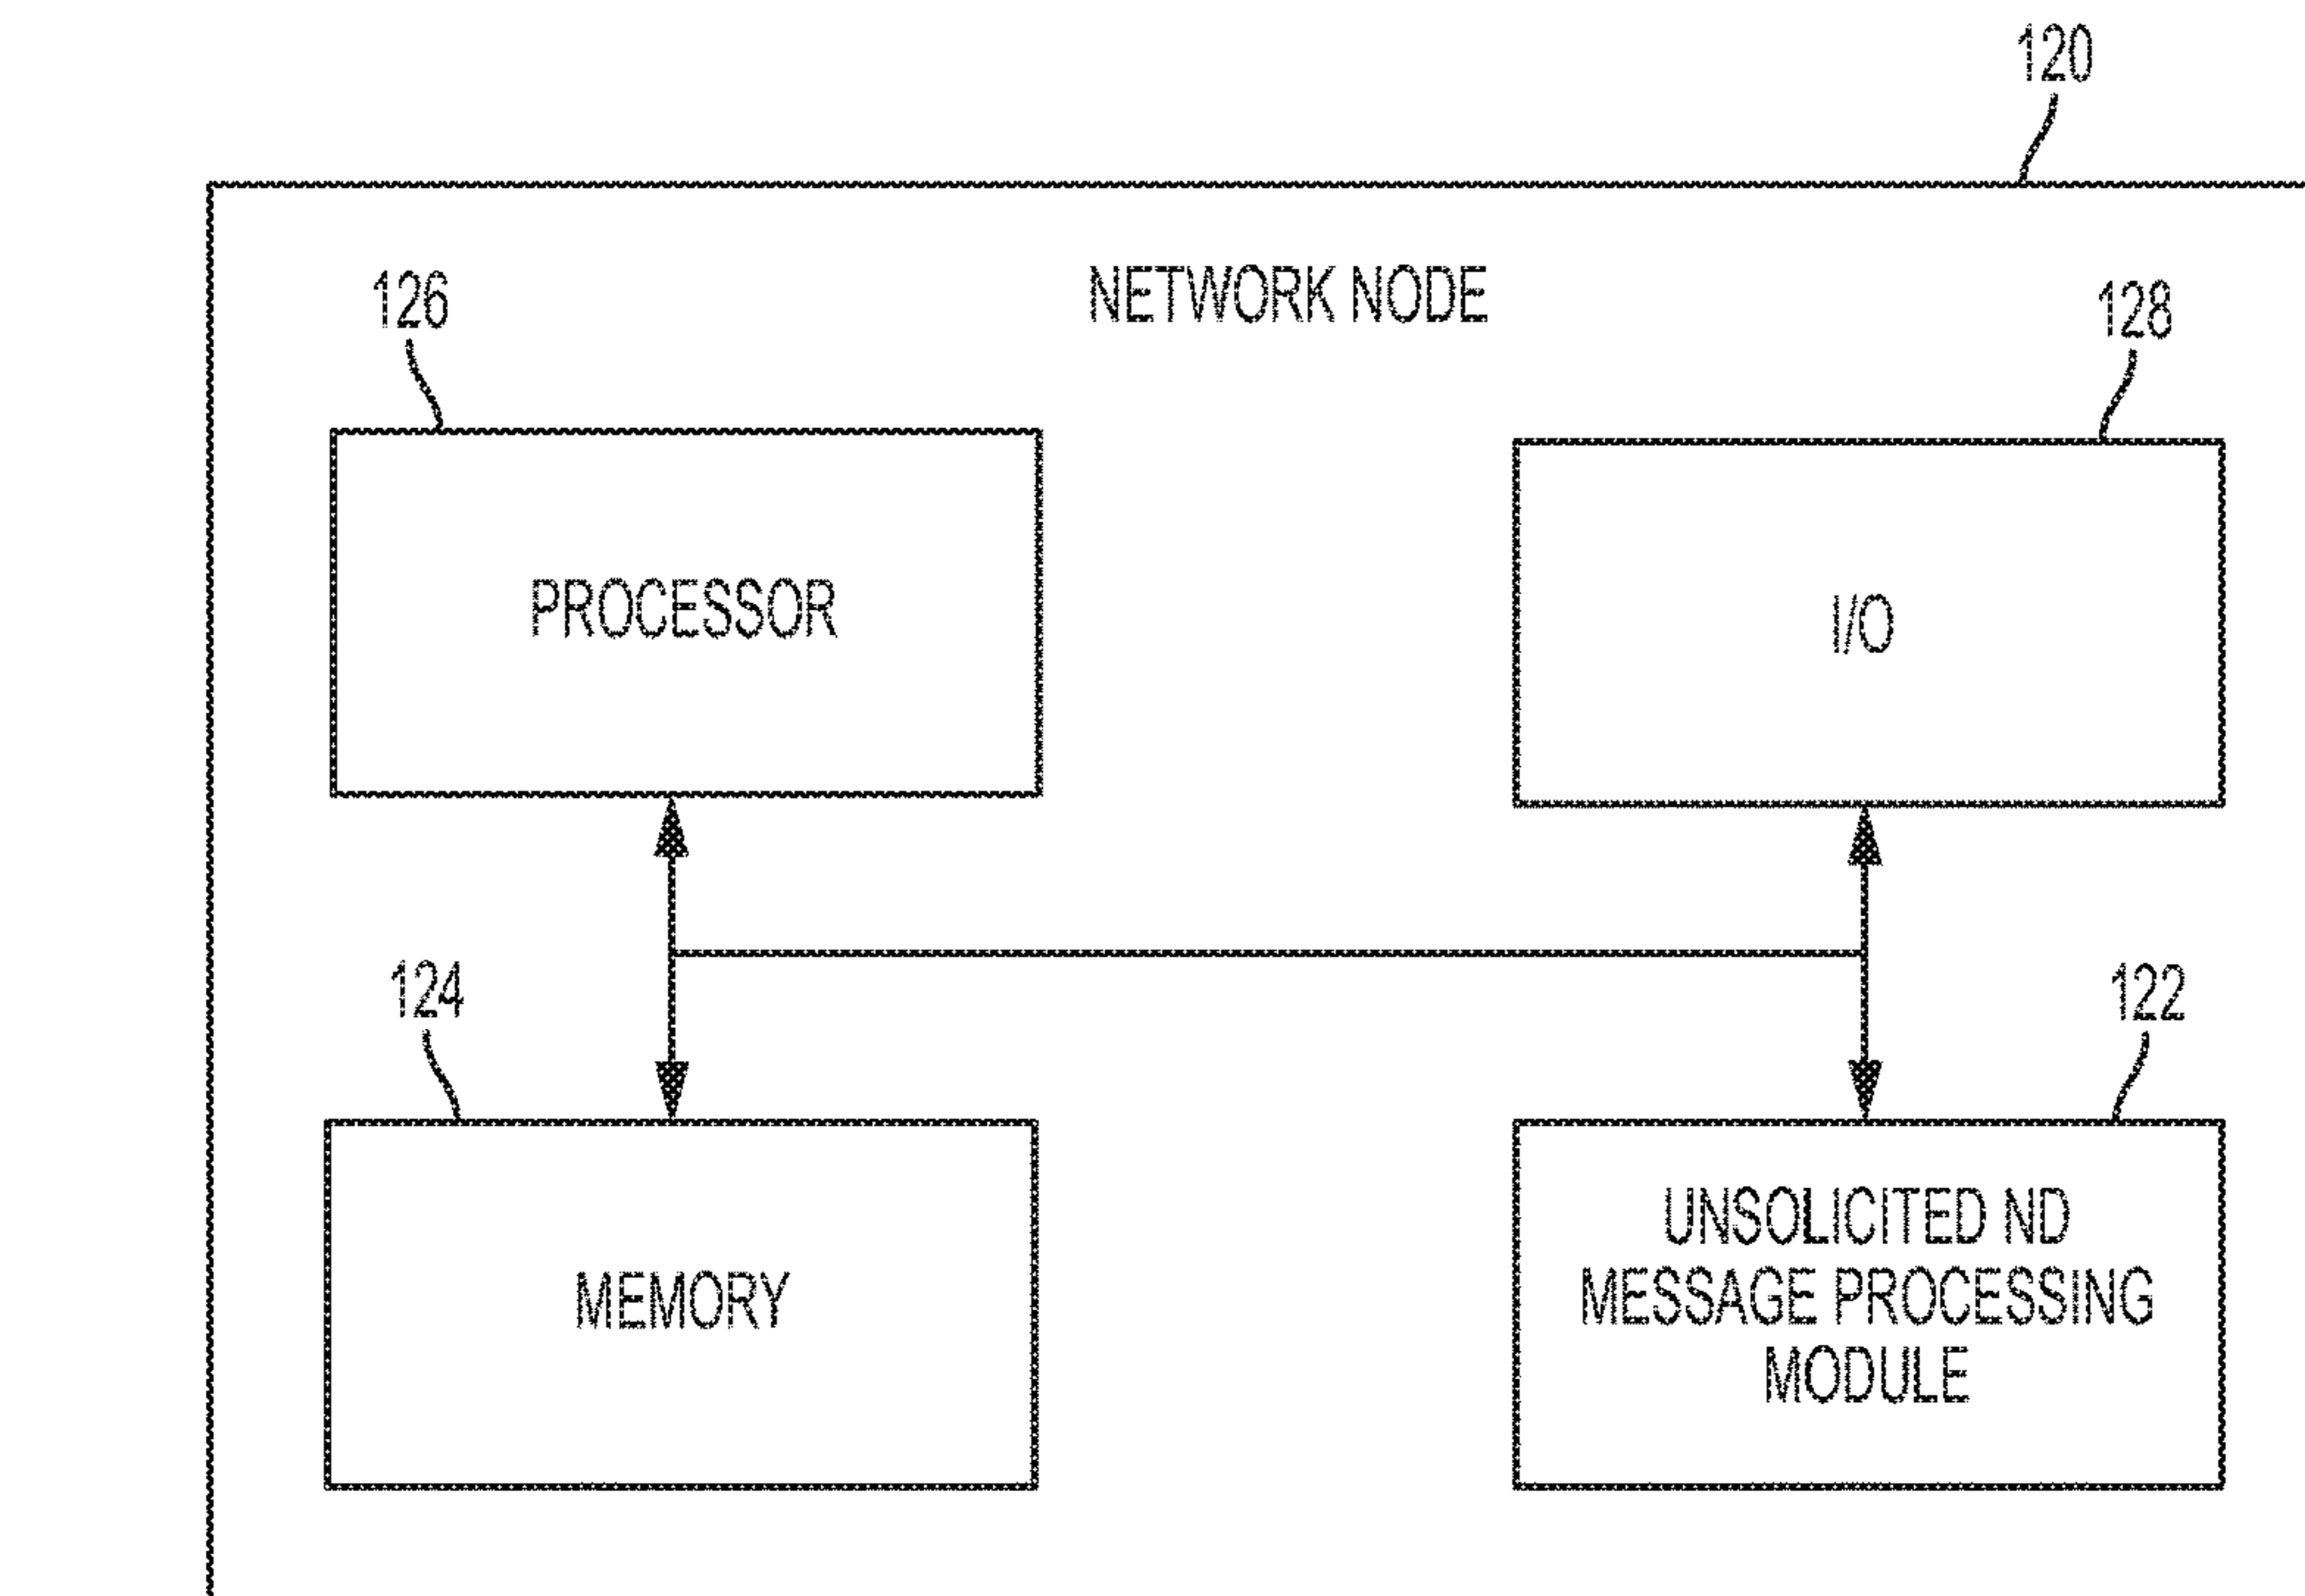 120
NETWORK NODE
126
128
PROCESSOR
I/O
124
122
MEMORY
UNSOLICITED ND
MESSAGE PROCESSING
MODULE